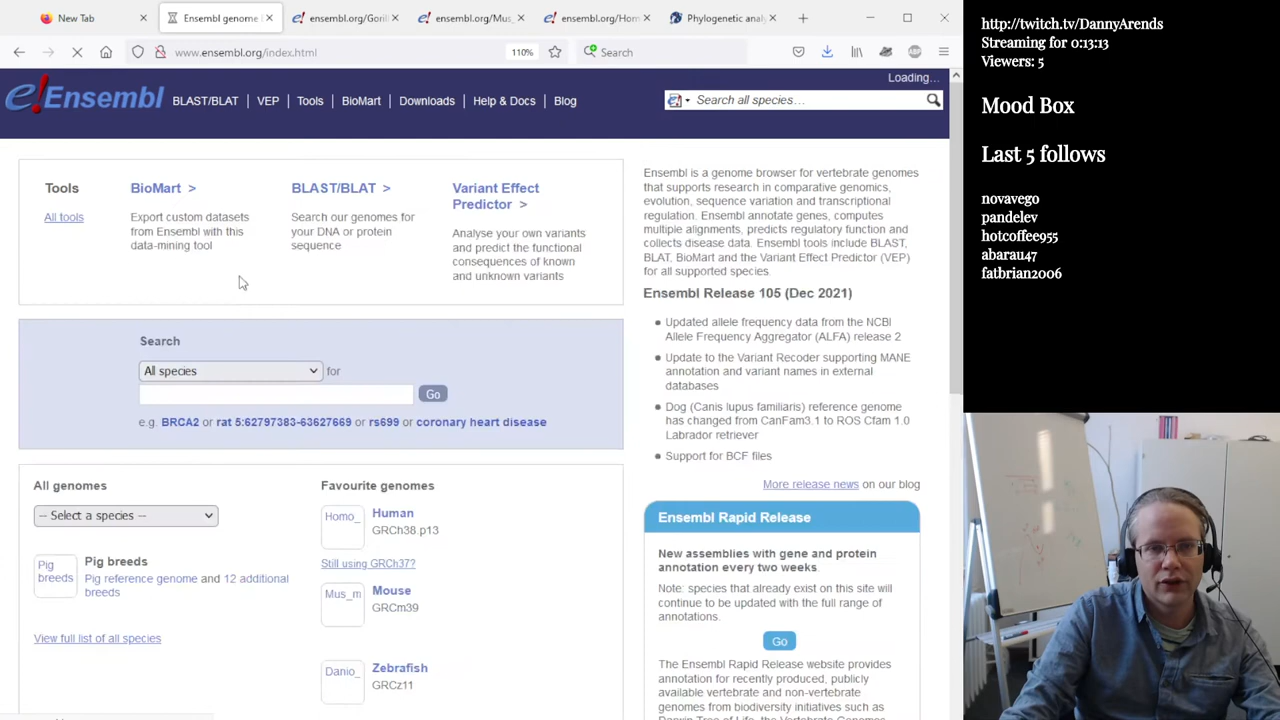 New Tab
Ensembl genome
ensembl.org/Goril
ensembl.org/Mus_
ensembl.org/Hom
Phylogenetic analy
www.ensembl.org/index.html
110%
Search
Loading...
e!Ensembl
BLAST/BLAT
VEP
Tools
BioMart
Downloads
Help & Docs
Blog
Search all species...
Tools
All tools
BioMart >
Export custom datasets
from Ensembl with this
data-mining tool
BLAST/BLAT >
Search our genomes for
your DNA or protein
sequence
Variant Effect
Predictor >
Analyse your own variants
and predict the functional
consequences of known
and unknown variants
Search
All species
for
Go
e.g. BRCA2 or rat 5:62797383-63627669 or rs699 or coronary heart disease
All genomes
-- Select a species --
Pig
breeds
Pig breeds
Pig reference genome and 12 additional
breeds
View full list of all species
Favourite genomes
Homo_
Human
GRCh38.p13
Still using GRCh37?
Mus_m
Mouse
GRCm39
Danio_
Zebrafish
GRCz11
Ensembl is a genome browser for vertebrate genomes
that supports research in comparative genomics,
evolution, sequence variation and transcriptional
regulation. Ensembl annotate genes, computes
multiple alignments, predicts regulatory function and
collects disease data. Ensembl tools include BLAST,
BLAT, BioMart and the Variant Effect Predictor (VEP)
for all supported species.
Ensembl Release 105 (Dec 2021)
Updated allele frequency data from the NCBI
Allele Frequency Aggregator (ALFA) release 2
Update to the Variant Recoder supporting MANE
annotation and variant names in external
databases
Dog (Canis lupus familiaris) reference genome
has changed from CanFam3.1 to ROS Cfam 1.0
Labrador retriever
Support for BCF files
More release news on our blog
Ensembl Rapid Release
New assemblies with gene and protein
annotation every two weeks.
Note: species that already exist on this site will
continue to be updated with the full range of
annotations.
Go
The Ensembl Rapid Release website provides
annotation for recently produced, publicly
available vertebrate and non-vertebrate
genomes from biodiversity initiatives such as
Darwin Tree of Life, the Vertebrate Genomes
http://twitch.tv/DannyArends
Streaming for 0:13:13
Viewers: 5
Mood Box
Last 5 follows
novavego
pandelev
hotcoffee955
abarau47
fatbrian2006